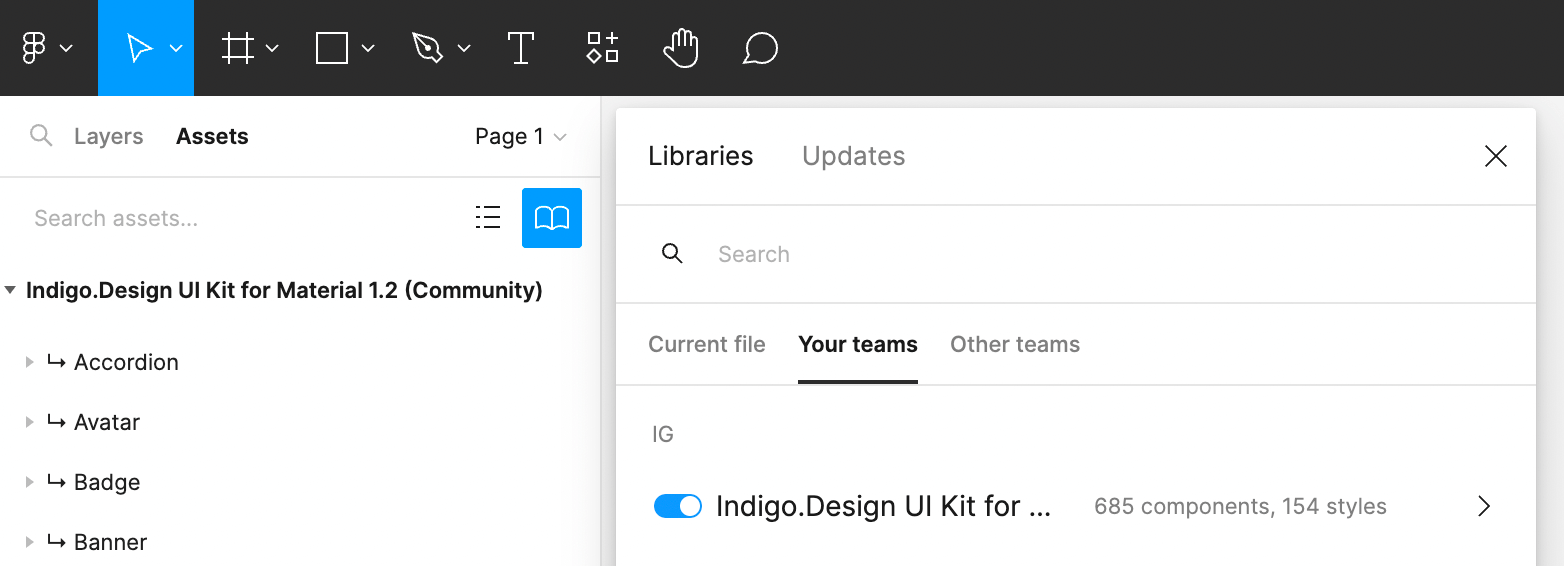 Layers Assets Page 1
Search assets...
Indigo.Design UI Kit for Material 1.2 (Community)
↳ Accordion
↳ Avatar
↳ Badge
↳ Banner
Libraries Updates
Search
Current file Your teams Other teams
IG
Indigo.Design UI Kit for ... 685 components, 154 styles